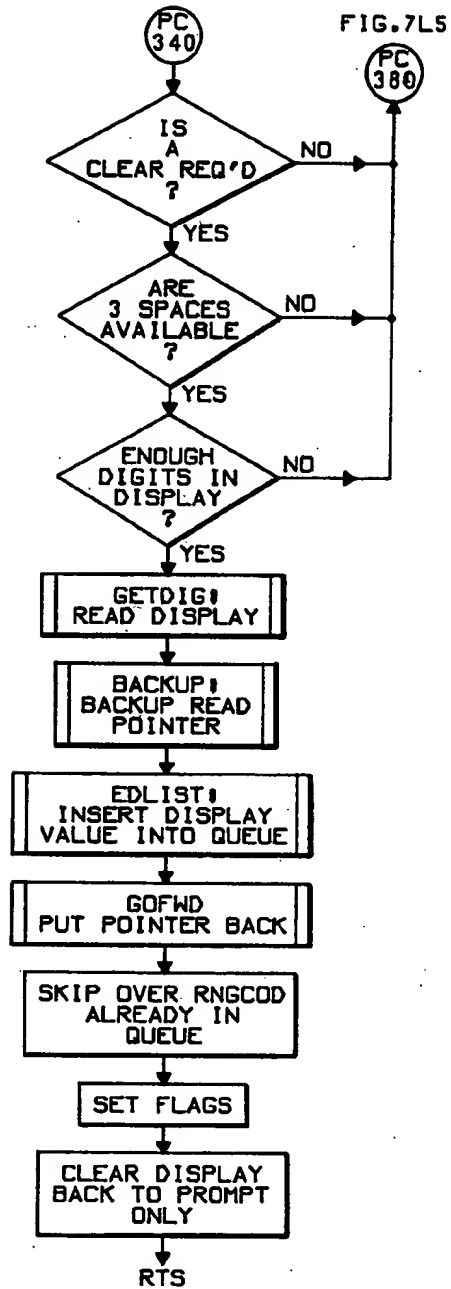 FIG.7L5
PC
340
PC
380
IS
A
CLEAR REQ'D
?
NO
YES
ARE
3 SPACES
AVAILABLE
?
NO
YES
ENOUGH
DIGITS IN
DISPLAY
?
NO
YES
GETDIG:
READ DISPLAY
BACKUP:
BACKUP READ
POINTER
EDLIST:
INSERT DISPLAY
VALUE INTO QUEUE
GOFWD
PUT POINTER BACK
SKIP OVER RNGCOD
ALREADY IN
QUEUE
SET FLAGS
CLEAR DISPLAY
BACK TO PROMPT
ONLY
RTS